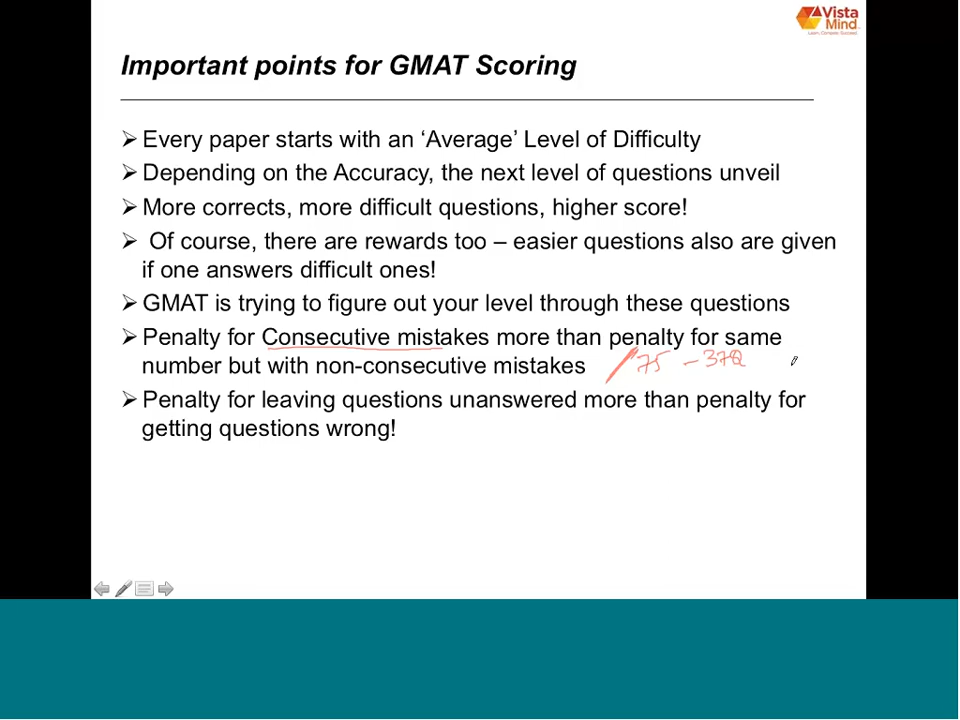 Vista
Mind
Important points for GMAT Scoring
➢ Every paper starts with an ‘Average’ Level of Difficulty
➢ Depending on the Accuracy, the next level of questions unveil
➢ More corrects, more difficult questions, higher score!
➢ Of course, there are rewards too – easier questions also are given
if one answers difficult ones!
➢ GMAT is trying to figure out your level through these questions
➢ Penalty for Consecutive mistakes more than penalty for same
number but with non-consecutive mistakes 75 – 37Q
➢ Penalty for leaving questions unanswered more than penalty for
getting questions wrong!